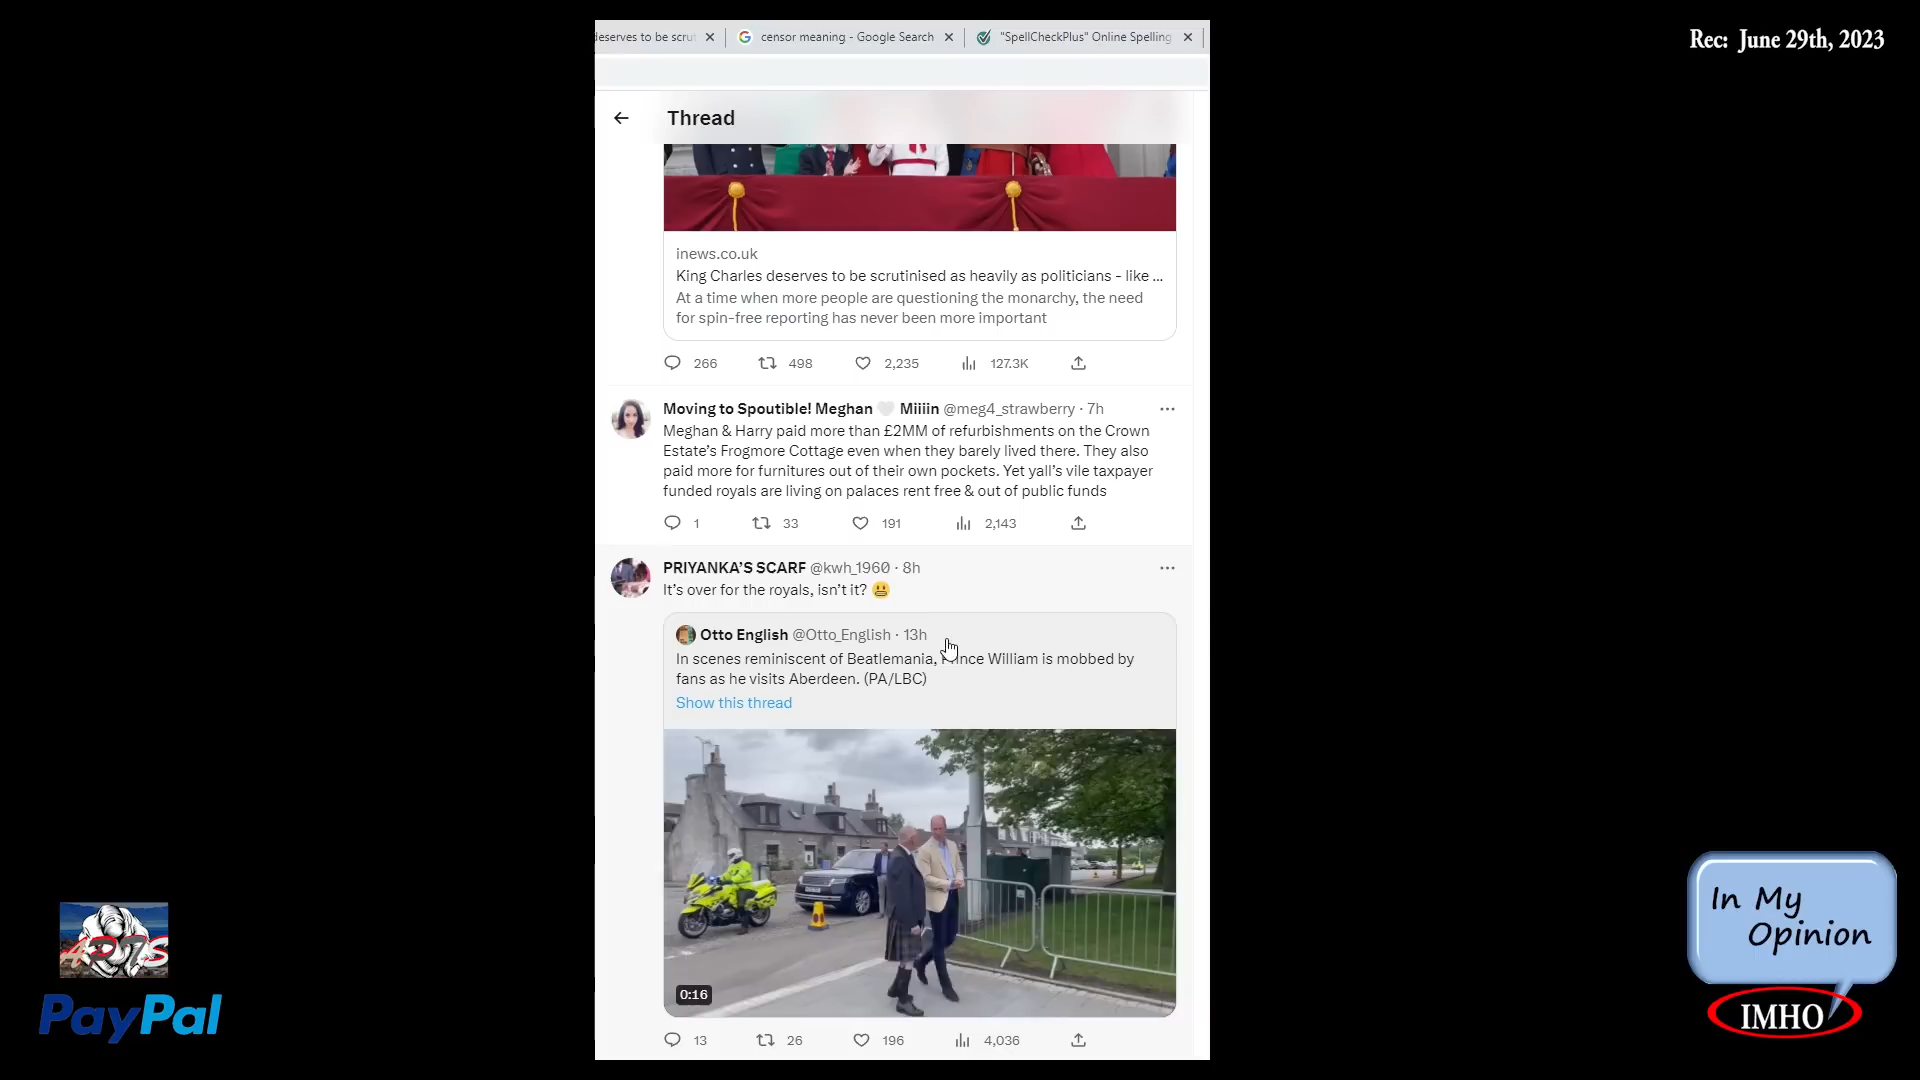 deserves to be scru
censor meaning - Google Search
"SpellCheckPlus" Online Spelling
Rec: June 29th, 2023
Thread
inews.co.uk
King Charles deserves to be scrutinised as heavily as politicians - like ...
At a time when more people are questioning the monarchy, the need
for spin-free reporting has never been more important
266 498 2,235 127.3K
Moving to Spoutible! Meghan 🤍 Miiiin @meg4_strawberry · 7h
Meghan & Harry paid more than £2MM of refurbishments on the Crown
Estate's Frogmore Cottage even when they barely lived there. They also
paid more for furnitures out of their own pockets. Yet yall's vile taxpayer
funded royals are living on palaces rent free & out of public funds
1 33 191 2,143
PRIYANKA'S SCARF @kwh_1960 · 8h
It's over for the royals, isn't it? 😬
Otto English @Otto_English · 13h
In scenes reminiscent of Beatlemania, Prince William is mobbed by
fans as he visits Aberdeen. (PA/LBC)
Show this thread
0:16
13 26 196 4,036
PayPal
In My
Opinion
IMHO